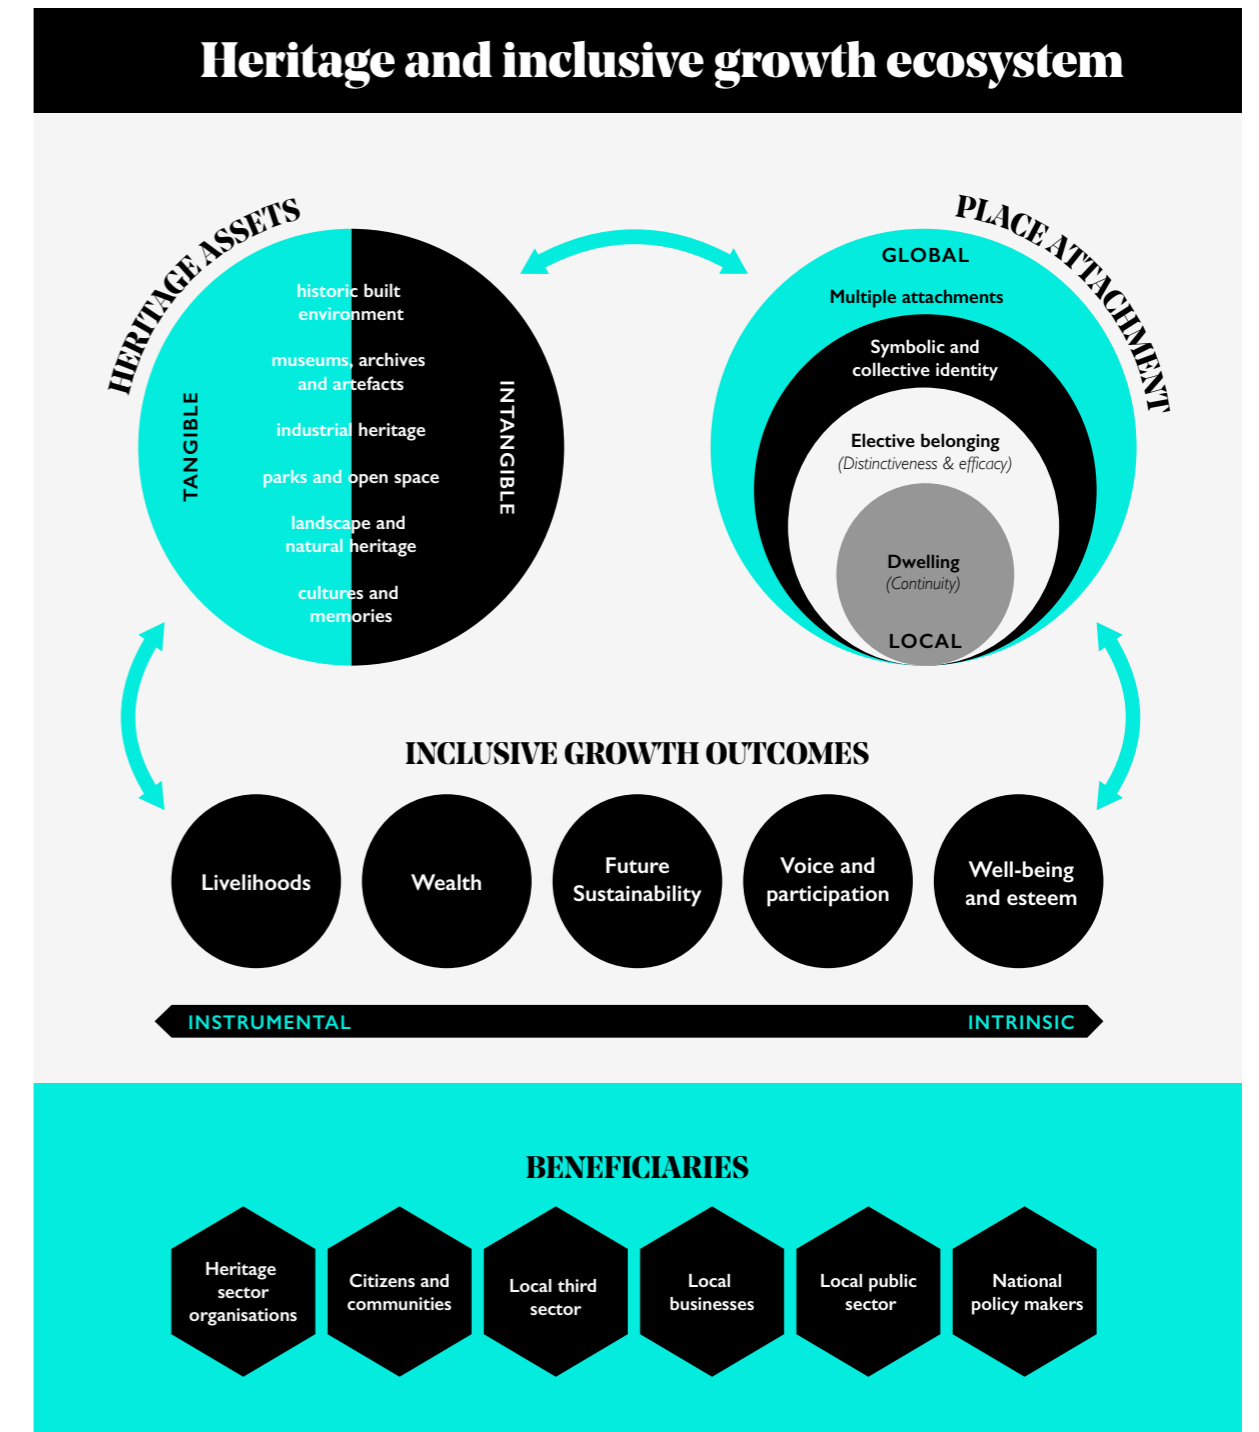 Heritage and inclusive growth ecosystem
HERITAGE ASSETS
TANGIBLE
historic built
environment
museums, archives
and artefacts
industrial heritage
parks and open space
landscape and
natural heritage
cultures and
memories
INTANGIBLE
PLACE ATTACHMENT
GLOBAL
Multiple attachments
Symbolic and
collective identity
Elective belonging
(Distinctiveness & efficacy)
Dwelling
(Continuity)
LOCAL
INCLUSIVE GROWTH OUTCOMES
Livelihoods
Wealth
Future
Sustainability
Voice and
participation
Well-being
and esteem
INSTRUMENTAL
INTRINSIC
BENEFICIARIES
Heritage
sector
organisations
Citizens and
communities
Local third
sector
Local
businesses
Local public
sector
National
policy makers